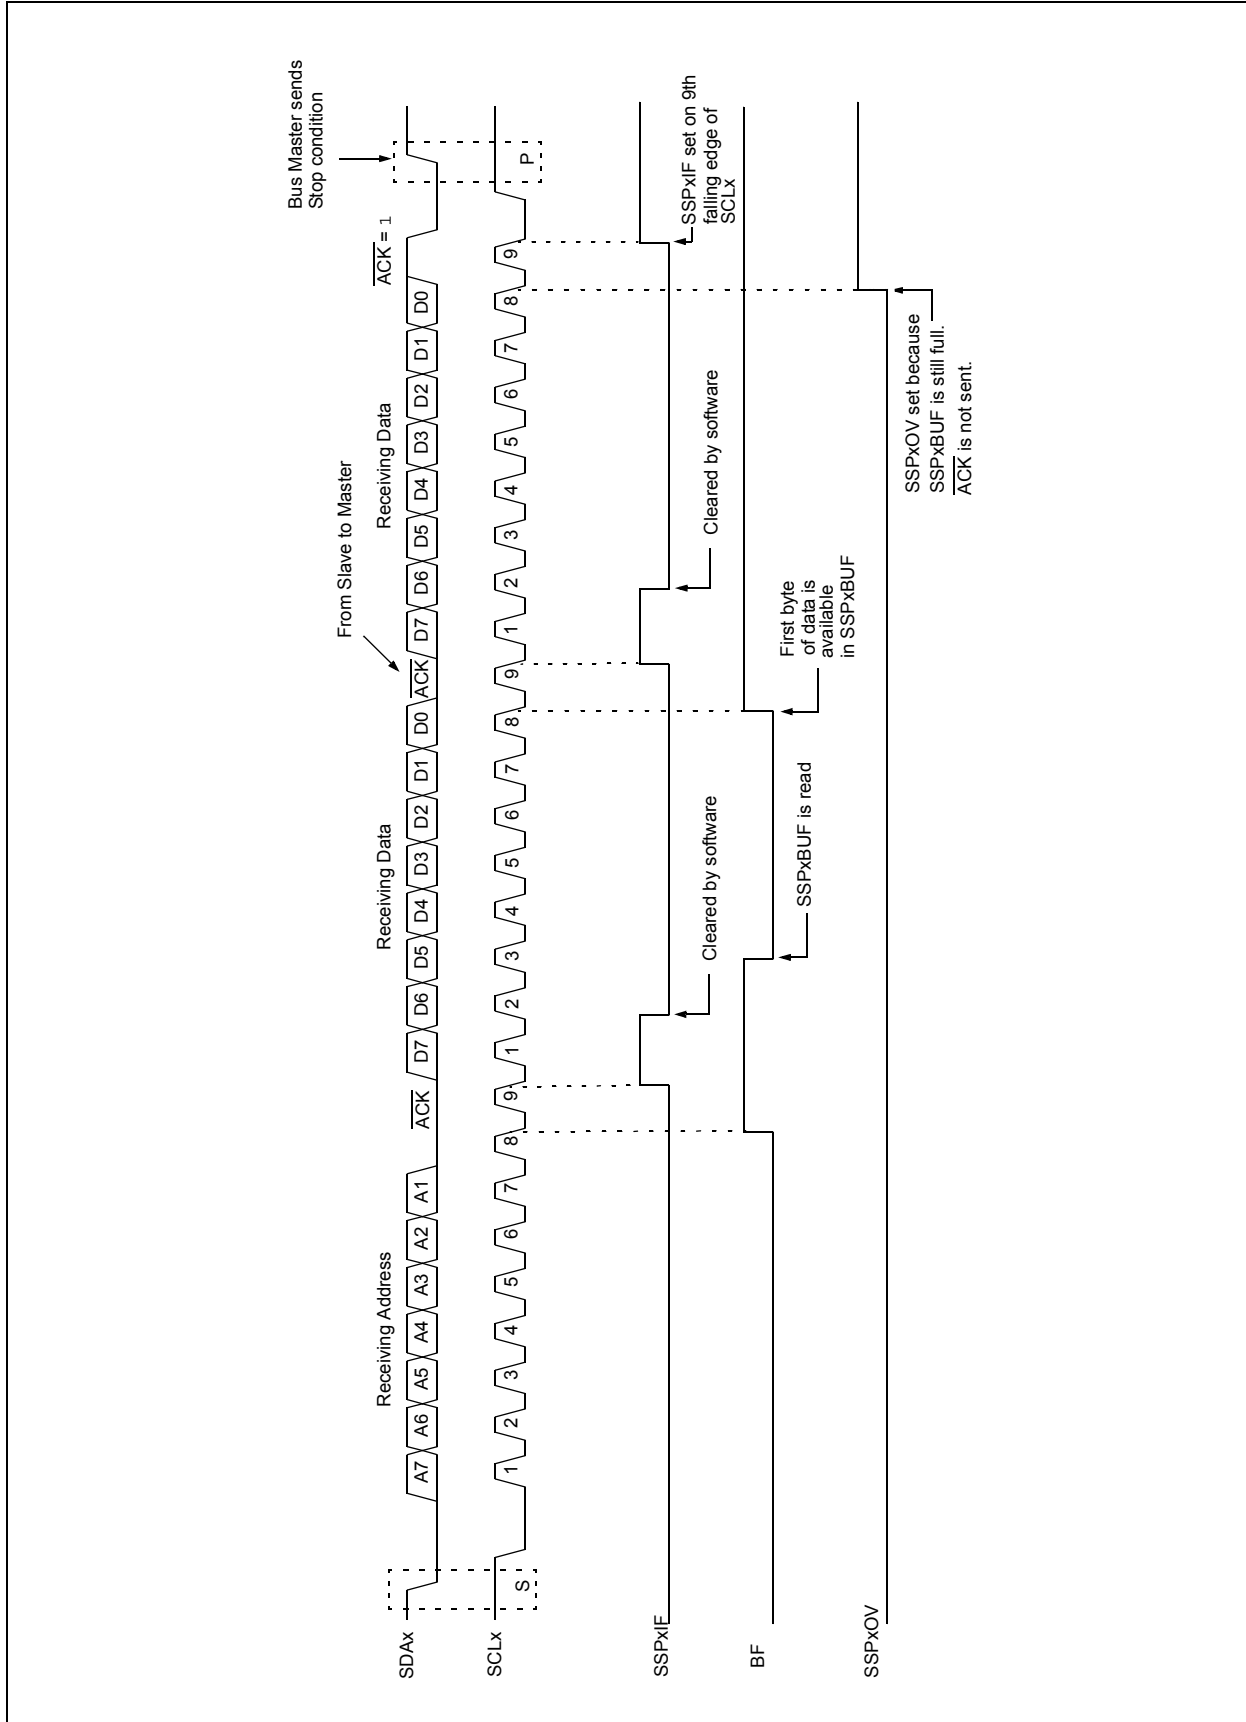 Bus Master sends
Stop condition
From Slave to Master
Receiving Address
Receiving Data
Receiving Data
ACK = 1
SDAx
A7 A6 A5 A4 A3 A2 A1 ACK D7 D6 D5 D4 D3 D2 D1 D0 ACK D7 D6 D5 D4 D3 D2 D1 D0
SCLx
S 1 2 3 4 5 6 7 8 9 1 2 3 4 5 6 7 8 9 1 2 3 4 5 6 7 8 9 P
SSPxIF
Cleared by software
Cleared by software
SSPxIF set on 9th
falling edge of
SCLx
BF
SSPxBUF is read
First byte
of data is
available
in SSPxBUF
SSPxOV
SSPxOV set because
SSPxBUF is still full.
ACK is not sent.